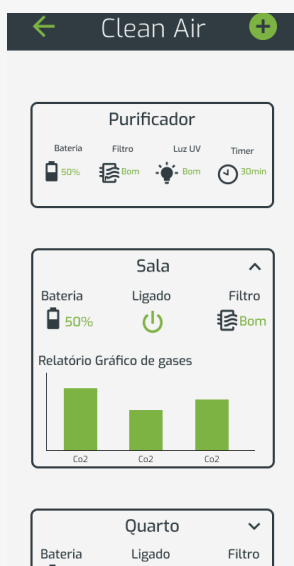 Clean Air
Purificador
Bateria Filtro Luz UV Timer
50% Bom Bom 30min
Sala
Bateria Ligado Filtro
50% Bom
Relatório Gráfico de gases
Co2 Co2 Co2
Quarto
Bateria Ligado Filtro